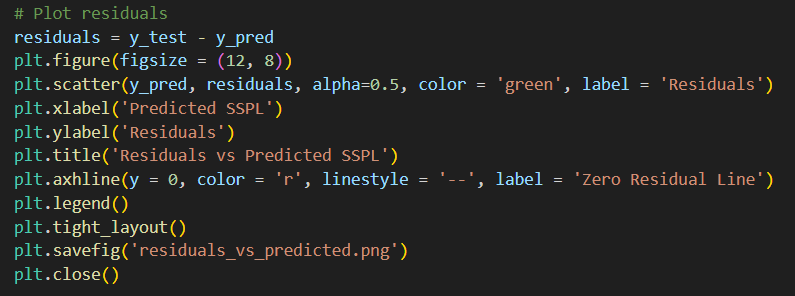 # Plot residuals
residuals = y_test - y_pred
plt.figure(figsize = (12, 8))
plt.scatter(y_pred, residuals, alpha=0.5, color = 'green', label = 'Residuals')
plt.xlabel('Predicted SSPL')
plt.ylabel('Residuals')
plt.title('Residuals vs Predicted SSPL')
plt.axhline(y = 0, color = 'r', linestyle = '--', label = 'Zero Residual Line')
plt.legend()
plt.tight_layout()
plt.savefig('residuals_vs_predicted.png')
plt.close()